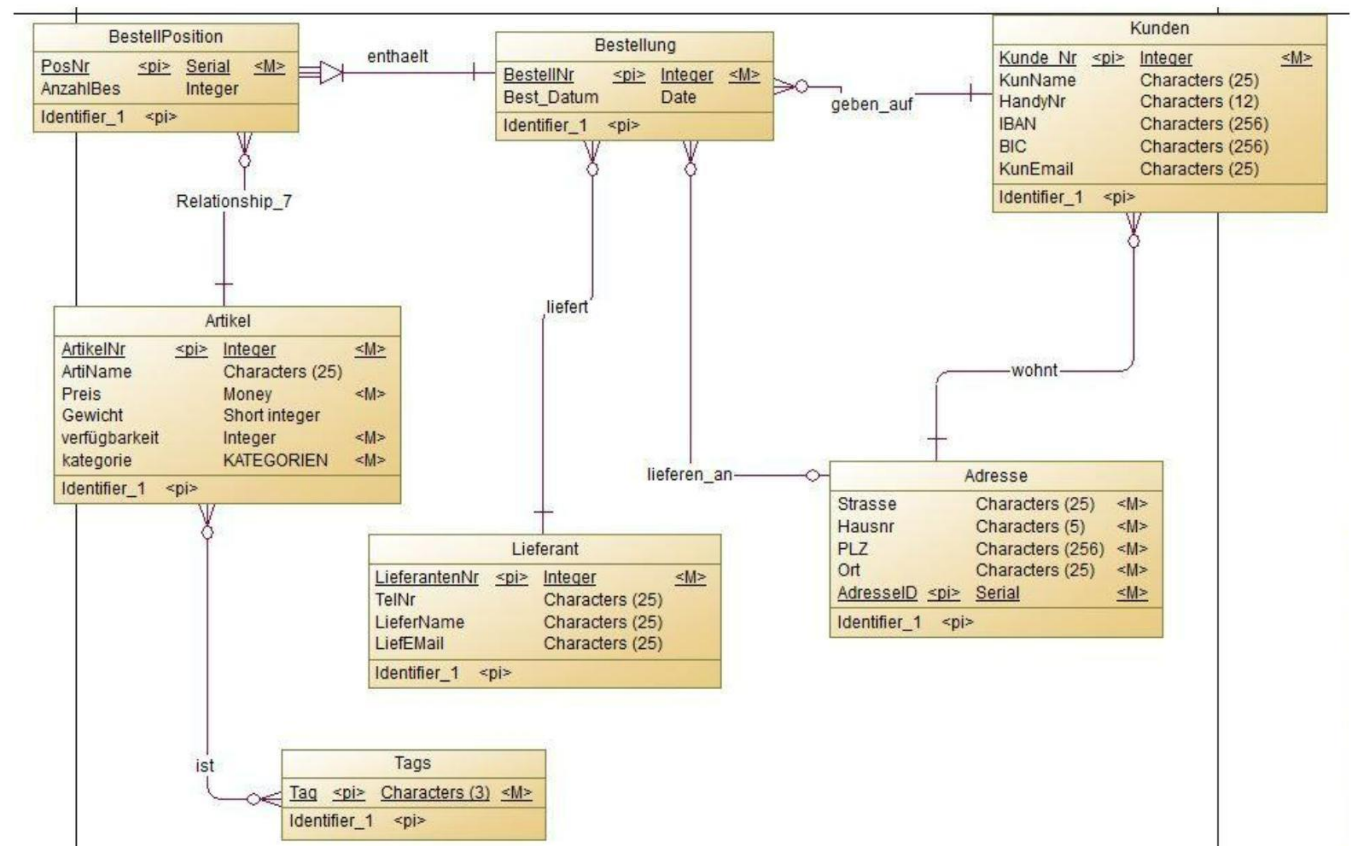 BestellPosition
PosNr <pi> Serial <M>
AnzahlBes Integer
Identifier_1 <pi>
enthaelt
Bestellung
BestellNr <pi> Integer <M>
Best_Datum Date
Identifier_1 <pi>
geben_auf
Kunden
Kunde_Nr <pi> Integer <M>
KunName Characters (25)
HandyNr Characters (12)
IBAN Characters (256)
BIC Characters (256)
KunEmail Characters (25)
Identifier_1 <pi>
Relationship_7
liefert
wohnt
lieferen_an
Artikel
ArtikelNr <pi> Integer <M>
ArtiName Characters (25)
Preis Money <M>
Gewicht Short integer
verfügbarkeit Integer <M>
kategorie KATEGORIEN <M>
Identifier_1 <pi>
Adresse
Strasse Characters (25) <M>
Hausnr Characters (5) <M>
PLZ Characters (256) <M>
Ort Characters (25) <M>
AdresseID <pi> Serial <M>
Identifier_1 <pi>
Lieferant
LieferantenNr <pi> Integer <M>
TelNr Characters (25)
LieferName Characters (25)
LiefEMail Characters (25)
Identifier_1 <pi>
ist
Tags
Tag <pi> Characters (3) <M>
Identifier_1 <pi>